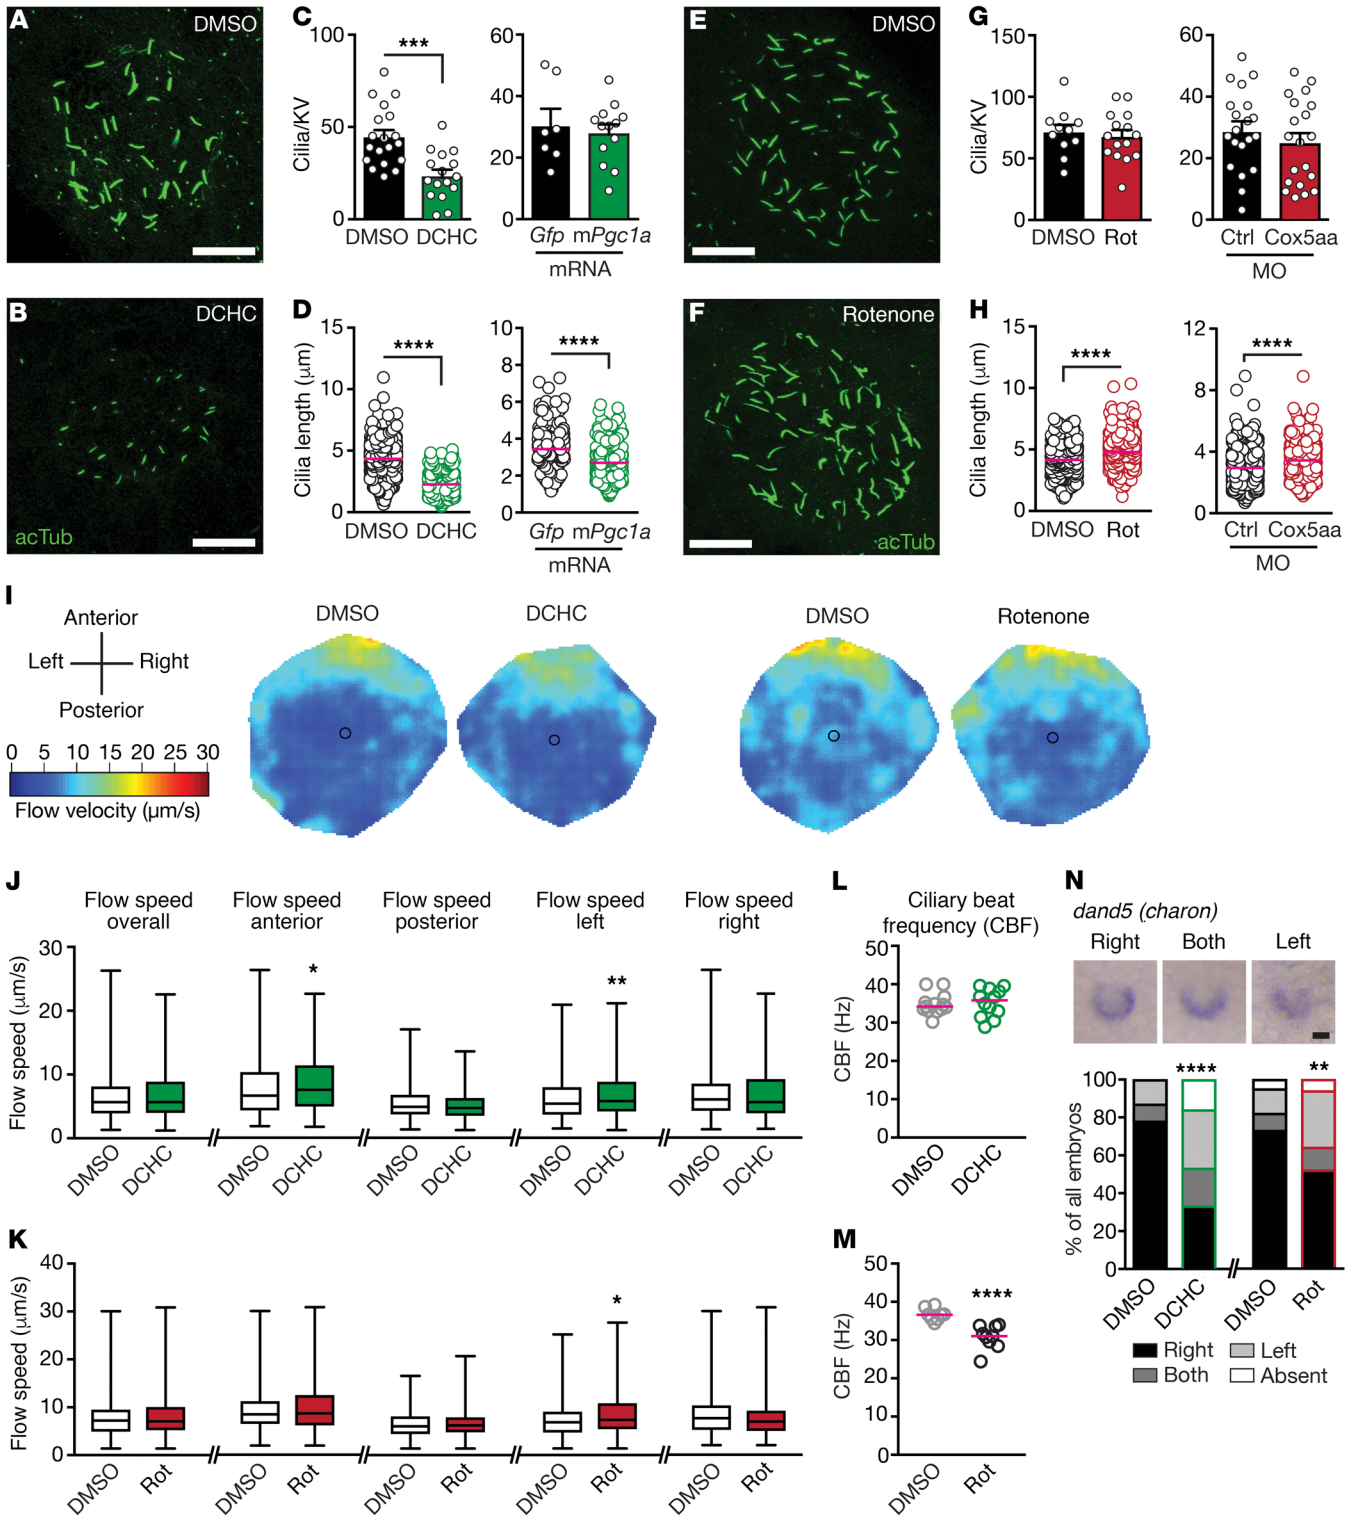 A
DMSO
B
DCHC
acTub
C
Cilia/KV
100
50
0
***
DMSO DCHC
60
40
20
0
Gfp mPgc1a
mRNA
D
Cilia length (μm)
15
10
5
0
****
DMSO DCHC
10
8
6
4
2
0
****
Gfp mPgc1a
mRNA
E
DMSO
F
Rotenone
acTub
G
Cilia/KV
150
100
50
0
DMSO Rot
60
40
20
0
Ctrl Cox5aa
MO
H
Cilia length (μm)
15
10
5
0
****
DMSO Rot
12
8
4
0
****
Ctrl Cox5aa
MO
I
Anterior
Left
Right
Posterior
0 5 10 15 20 25 30
Flow velocity (μm/s)
DMSO
DCHC
DMSO
Rotenone
J
Flow speed
overall
Flow speed
anterior
Flow speed
posterior
Flow speed
left
Flow speed
right
Flow speed (μm/s)
30
20
10
0
*
**
DMSO
DCHC
DMSO
DCHC
DMSO
DCHC
DMSO
DCHC
DMSO
DCHC
K
Flow speed (μm/s)
40
30
20
10
0
*
DMSO
Rot
DMSO
Rot
DMSO
Rot
DMSO
Rot
DMSO
Rot
L
Ciliary beat
frequency (CBF)
CBF (Hz)
50
40
30
20
10
0
DMSO
DCHC
M
CBF (Hz)
50
40
30
20
10
0
****
DMSO
Rot
N
dand5 (charon)
Right
Both
Left
% of all embryos
100
80
60
40
20
0
****
**
DMSO
DCHC
DMSO
Rot
Right
Left
Both
Absent